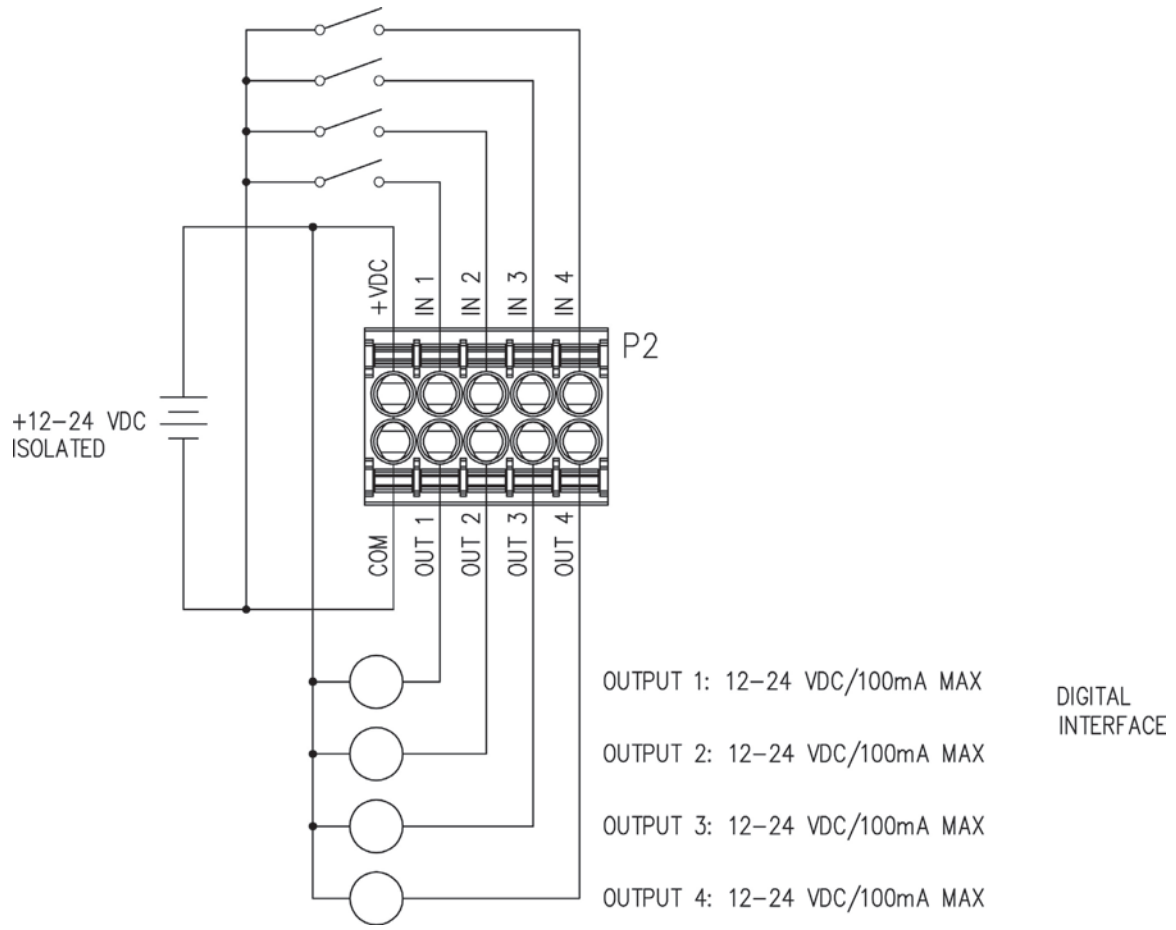 +VDC
IN 1
IN 2
IN 3
IN 4
P2
+12-24 VDC
ISOLATED
COM
OUT 1
OUT 2
OUT 3
OUT 4
OUTPUT 1: 12-24 VDC/100mA MAX
OUTPUT 2: 12-24 VDC/100mA MAX
OUTPUT 3: 12-24 VDC/100mA MAX
OUTPUT 4: 12-24 VDC/100mA MAX
DIGITAL
INTERFACE